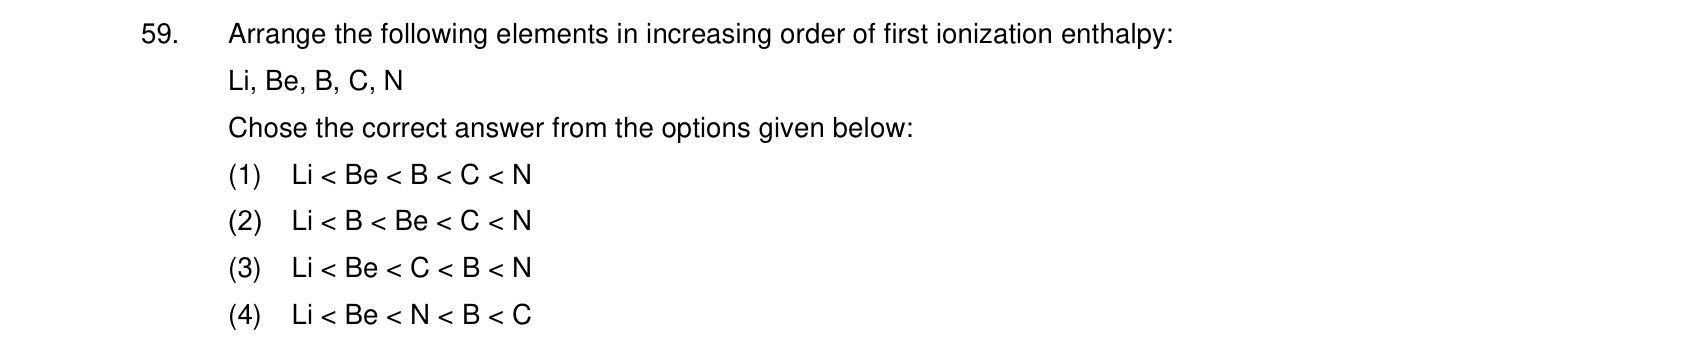 59. Arrange the following elements in increasing order of first ionization enthalpy:
Li, Be, B, C, N
Chose the correct answer from the options given below:
(1) Li < Be < B < C < N
(2) Li < B < Be < C < N
(3) Li < Be < C < B < N
(4) Li < Be < N < B < C